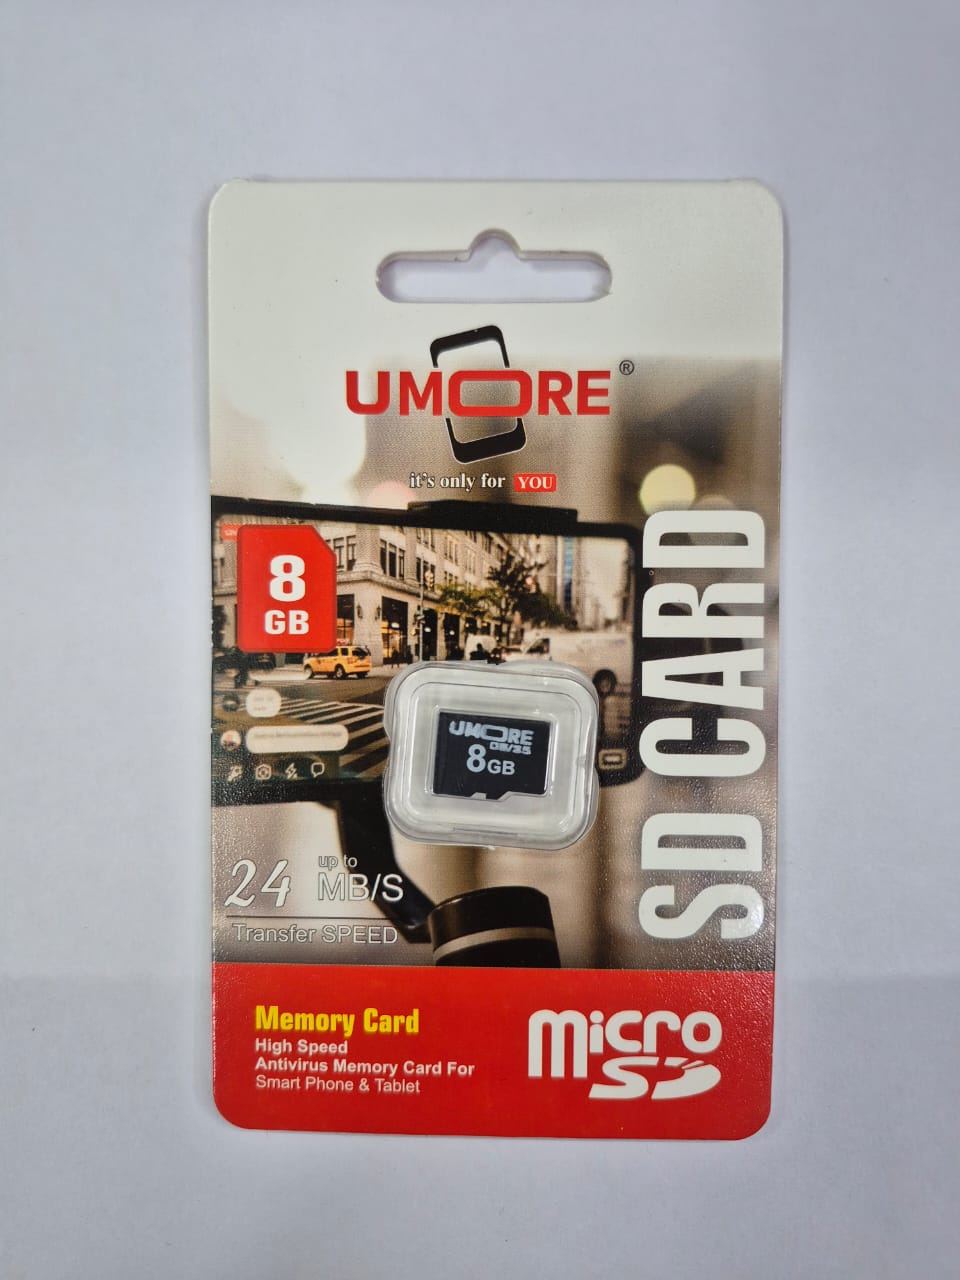 UMORE ®
it's only for YOU
8
GB
UMORE
8GB
SD CARD
up to
24 MB/S
Transfer SPEED
Memory Card
High Speed
Antivirus Memory Card For
Smart Phone & Tablet
micro
SD